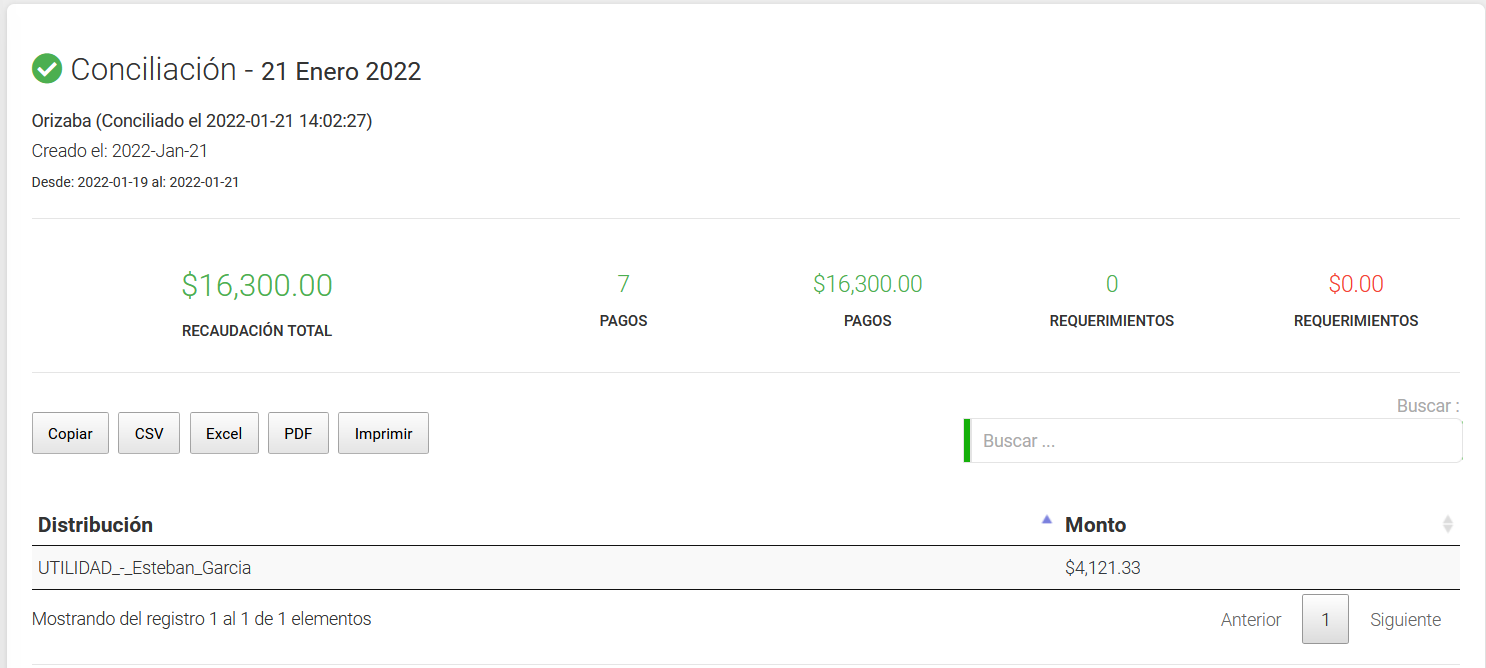 Conciliación - 21 Enero 2022
Orizaba (Conciliado el 2022-01-21 14:02:27)
Creado el: 2022-Jan-21
Desde: 2022-01-19 al: 2022-01-21
$16,300.00
RECAUDACIÓN TOTAL
7
PAGOS
$16,300.00
PAGOS
0
REQUERIMIENTOS
$0.00
REQUERIMIENTOS
Copiar CSV Excel PDF Imprimir
Buscar :
Buscar ...
Distribución Monto
UTILIDAD_-_Esteban_Garcia $4,121.33
Mostrando del registro 1 al 1 de 1 elementos
Anterior 1 Siguiente